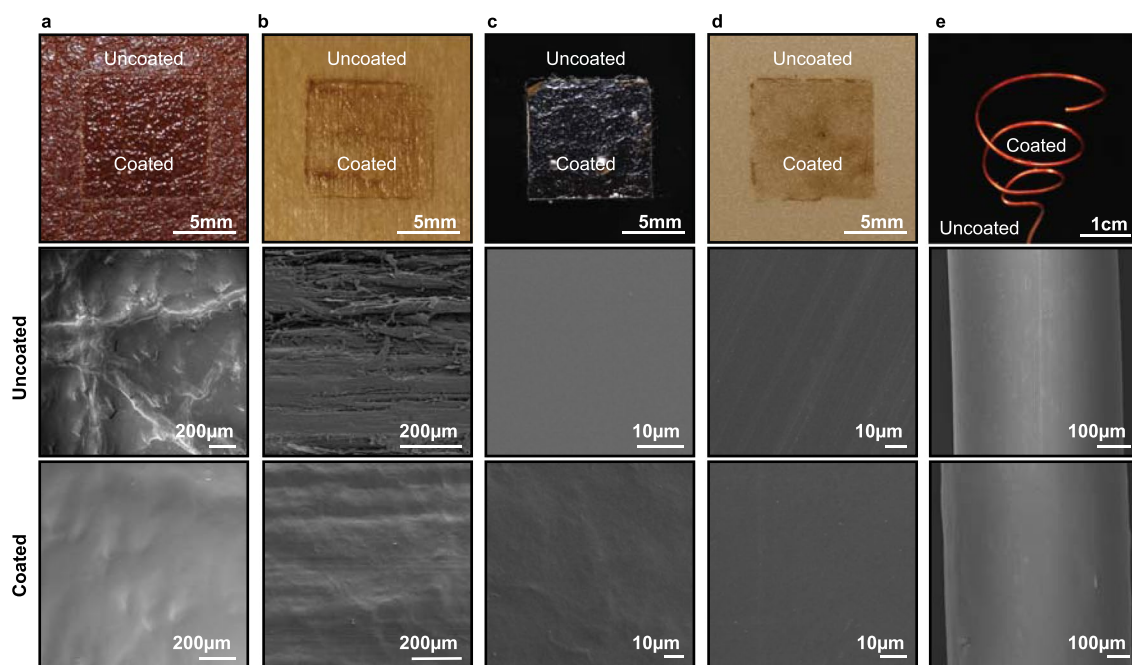 a b c d e
Uncoated Uncoated Uncoated Uncoated
Coated Coated Coated Coated Coated
5mm 5mm 5mm 5mm Uncoated 1cm
Uncoated
200µm 200µm 10µm 10µm 100µm
Coated
200µm 200µm 10µm 10µm 100µm